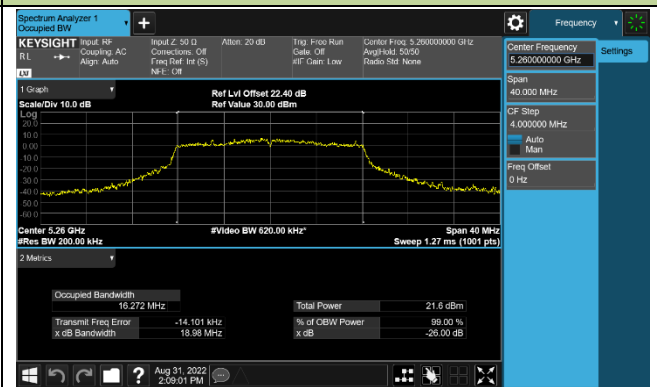 Spectrum Analyzer 1
Occupied BW
+
Frequency
KEYSIGHT
RL
LXI
Input: RF
Coupling: AC
Align: Auto
Input Z: 50 Ω
Corrections: Off
Freq Ref: Int (S)
NFE: Off
Atten: 20 dB
Trig: Free Run
Gate: Off
#IF Gain: Low
Center Freq: 5.260000000 GHz
Avg|Hold: 50/50
Radio Std: None
Center Frequency
5.260000000 GHz
Settings
Span
40.000 MHz
CF Step
4.000000 MHz
Auto
Man
Freq Offset
0 Hz
1 Graph
Scale/Div 10.0 dB
Ref Lvl Offset 22.40 dB
Ref Value 30.00 dBm
Log
20.0
10.0
0.00
-10.0
-20.0
-30.0
-40.0
-50.0
-60.0
Center 5.26 GHz
#Res BW 200.00 kHz
#Video BW 620.00 kHz*
Span 40 MHz
Sweep 1.27 ms (1001 pts)
2 Metrics
Occupied Bandwidth
16.272 MHz
Total Power 21.6 dBm
Transmit Freq Error -14.101 kHz
% of OBW Power 99.00 %
x dB Bandwidth 18.98 MHz
x dB -26.00 dB
?
Aug 31, 2022
2:09:01 PM